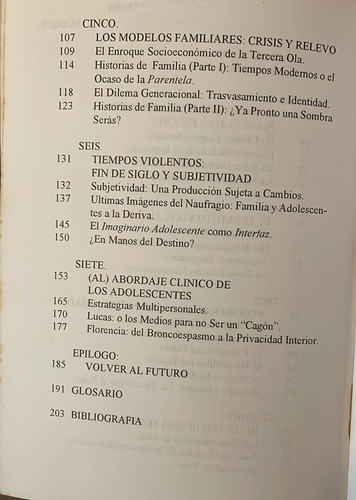 CINCO.
107 LOS MODELOS FAMILIARES: CRISIS Y RELEVO
109 El Enroque Socioeconómico de la Tercera Ola.
114 Historias de Familia (Parte I): Tiempos Modernos o el
Ocaso de la Parentela.
118 El Dilema Generacional: Trasvasamiento e Identidad.
123 Historias de Familia (Parte II): ¿Ya Pronto una Sombra
Serás?
SEIS.
131 TIEMPOS VIOLENTOS:
FIN DE SIGLO Y SUBJETIVIDAD
132 Subjetividad: Una Producción Sujeta a Cambios.
137 Ultimas Imágenes del Naufragio: Familia y Adolescen-
tes a la Deriva.
145 El Imaginario Adolescente como Interfaz.
150 ¿En Manos del Destino?
SIETE.
153 (AL) ABORDAJE CLINICO DE
LOS ADOLESCENTES
165 Estrategias Multipersonales.
170 Lucas: o los Medios para no Ser un "Cagón".
177 Florencia: del Broncoespasmo a la Privacidad Interior.
EPILOGO:
185 VOLVER AL FUTURO
191 GLOSARIO
203 BIBLIOGRAFIA